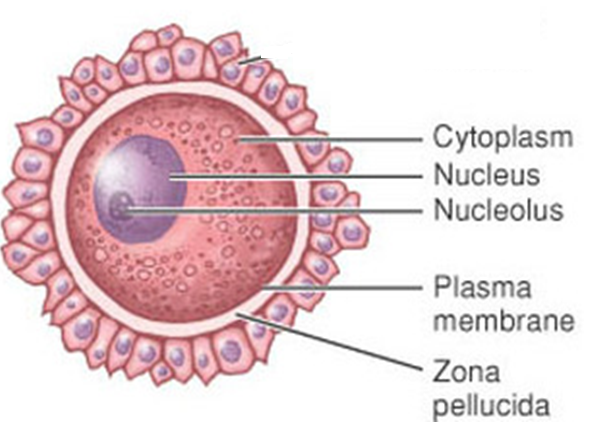 Cytoplasm
Nucleus
Nucleolus
Plasma
membrane
Zona
pellucida